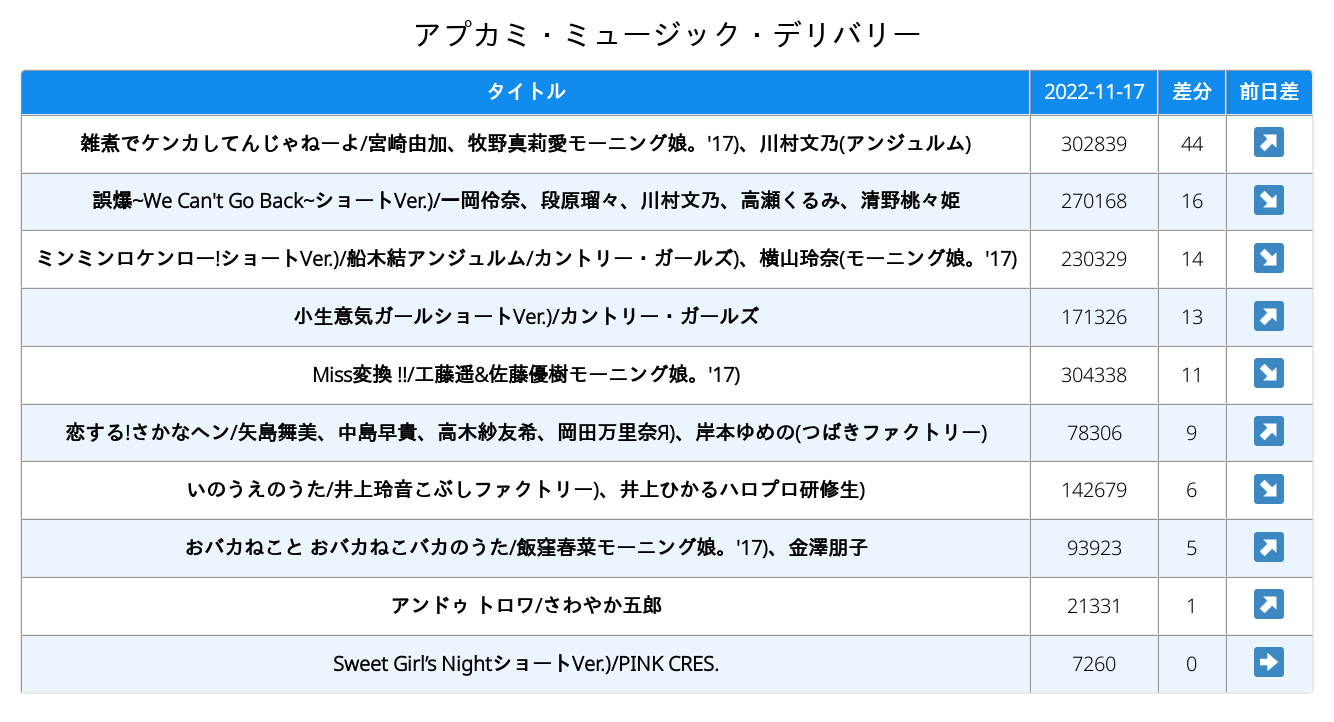 アプカミ・ミュージック・デリバリー
タイトル 2022-11-17 差分 前日差
雑煮でケンカしてんじゃねーよ/宮崎由加、牧野真莉愛モーニング娘。'17)、川村文乃(アンジュルム) 302839 44
誤爆~We Can't Go Back~ショートVer.)/一岡伶奈、段原瑠々、川村文乃、高瀬くるみ、清野桃々姫 270168 16
ミンミンロケンロー!ショートVer.)/船木結アンジュルム/カントリー・ガールズ)、横山玲奈(モーニング娘。'17) 230329 14
小生意気ガールショートVer.)/カントリー・ガールズ 171326 13
Miss変換 !!/工藤遥&佐藤優樹モーニング娘。'17) 304338 11
恋する!さかなヘン/矢島舞美、中島早貴、高木紗友希、岡田万里奈Я)、岸本ゆめの(つばきファクトリー) 78306 9
いのうえのうた/井上玲音こぶしファクトリー)、井上ひかるハロプロ研修生) 142679 6
おバカねこと おバカねこバカのうた/飯窪春菜モーニング娘。'17)、金澤朋子 93923 5
アンドゥ トロワ/さわやか五郎 21331 1
Sweet Girl’s NightショートVer.)/PINK CRES. 7260 0